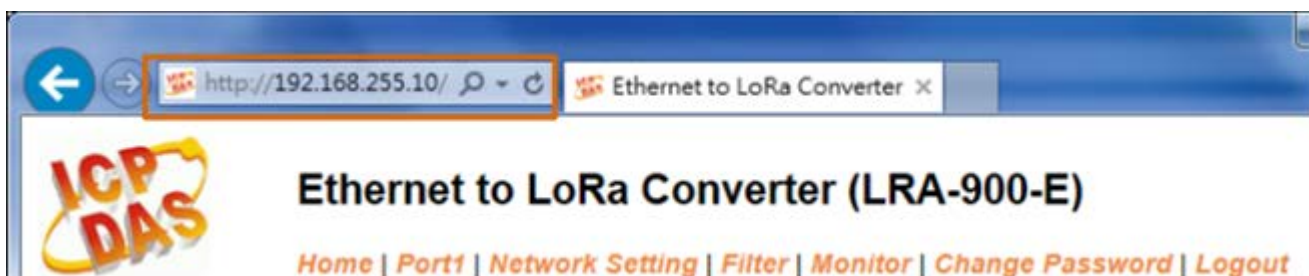 http://192.168.255.10/
Ethernet to LoRa Converter
ICP
DAS
Ethernet to LoRa Converter (LRA-900-E)
Home | Port1 | Network Setting | Filter | Monitor | Change Password | Logout